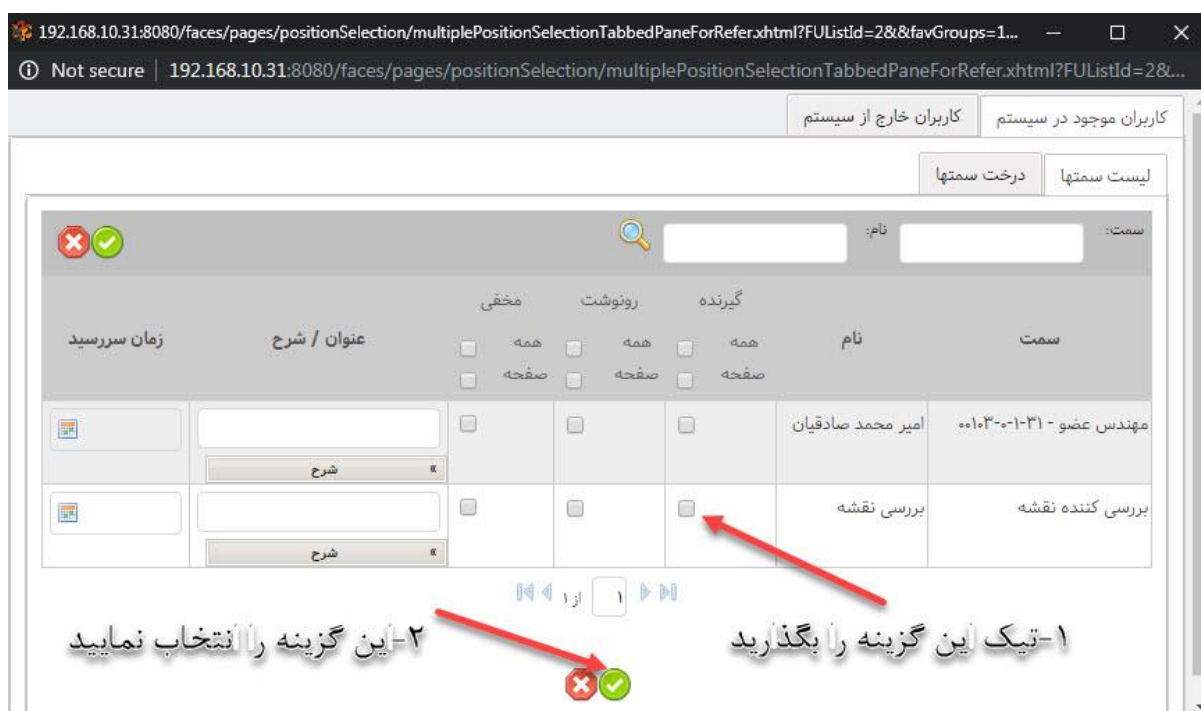 192.168.10.31:8080/faces/pages/positionSelection/multiplePositionSelectionTabbedPaneForRefer.xhtml?FUListId=2&&favGroups=1...
Not secure | 192.168.10.31:8080/faces/pages/positionSelection/multiplePositionSelectionTabbedPaneForRefer.xhtml?FUListId=2&...
کاربران موجود در سیستم کاربران خارج از سیستم
لیست سمتها درخت سمتها
سمت: نام:
گیرنده رونوشت مخفی
سمت نام همه همه همه عنوان / شرح زمان سررسید
صفحه صفحه صفحه
مهندس عضو - ۳۱-۱-۰-۰۰۱۰۳ امیر محمد صادقیان
شرح »
بررسی کننده نقشه بررسی نقشه
شرح »
۱ از ۱
۱-تیک این گزینه را بگذارید
۲-این گزینه را انتخاب نمایید